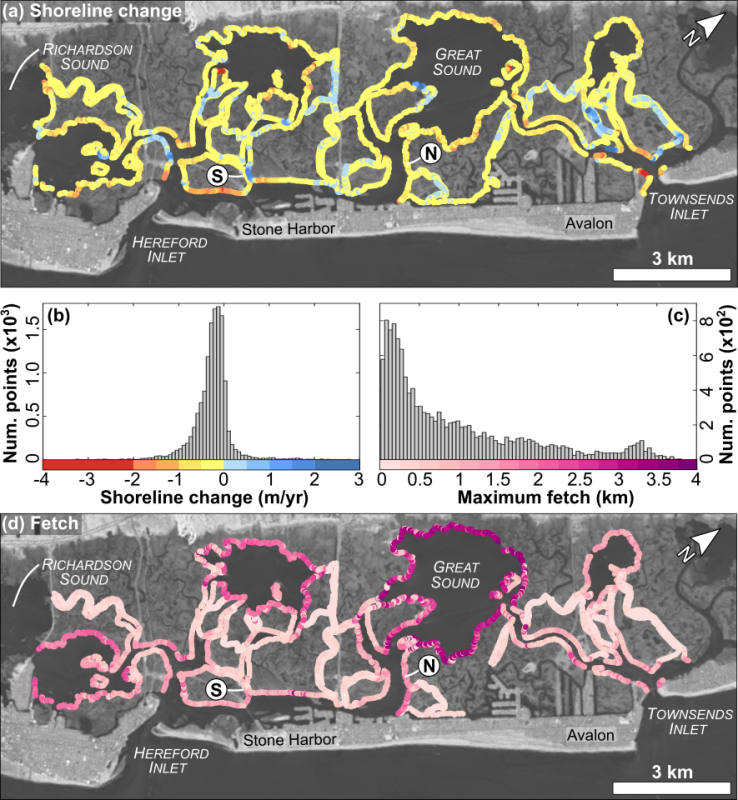 (a) Shoreline change
RICHARDSON
SOUND
GREAT
SOUND
N
N
S
TOWNSENDS
INLET
HEREFORD
INLET
Stone Harbor
Avalon
3 km
(b)
Num. points (x10³)
1.5
1.0
0.5
0
-4 -3 -2 -1 0 1 2 3
Shoreline change (m/yr)
(c)
Num. points (x10²)
8
6
4
2
0
0 0.5 1 1.5 2 2.5 3 3.5 4
Maximum fetch (km)
(d) Fetch
RICHARDSON
SOUND
GREAT
SOUND
N
N
S
TOWNSENDS
INLET
HEREFORD
INLET
Stone Harbor
Avalon
3 km